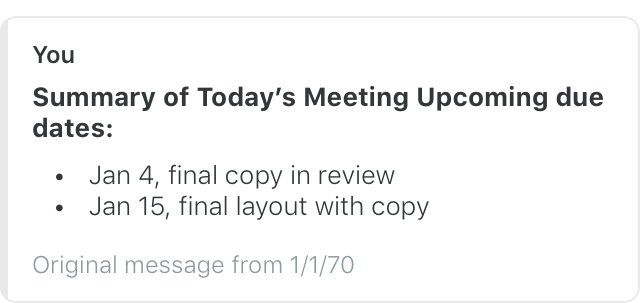 You
Summary of Today’s Meeting Upcoming due
dates:
• Jan 4, final copy in review
• Jan 15, final layout with copy
Original message from 1/1/70